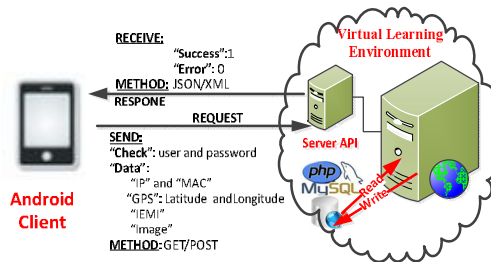 RECEIVE:
"Success":1
"Error": 0
METHOD: JSON/XML
RESPONE
REQUEST
SEND:
"Check": user and password
"Data":
"IP" and "MAC"
"GPS": Latitude andLongitude
"IEMI"
"Image"
METHOD: GET/POST
Android
Client
Virtual Learning
Environment
Server API
php
MySQL
Read
Write